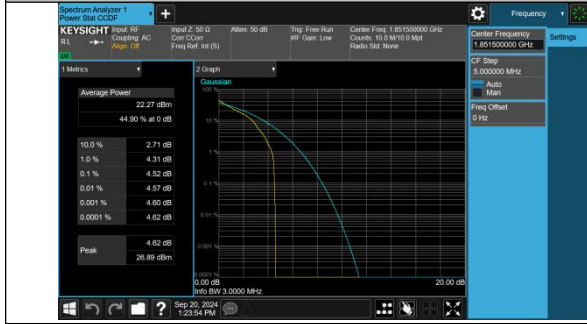 Spectrum Analyzer 1
Power Stat CCDF
+
Frequency
KEYSIGHT
RL
Input: RF
Coupling: AC
Align: Off
Input Z: 50 Ω
Corr CCorr
Freq Ref: Int (S)
Atten: 50 dB
Trig: Free Run
#IF Gain: Low
Center Freq: 1.851500000 GHz
Counts: 10.0 M/10.0 Mpt
Radio Std: None
Center Frequency
1.851500000 GHz
Settings
CF Step
5.000000 MHz
Auto
Man
Freq Offset
0 Hz
1 Metrics
Average Power
22.27 dBm
44.90 % at 0 dB
10.0 % 2.71 dB
1.0 % 4.31 dB
0.1 % 4.52 dB
0.01 % 4.57 dB
0.001 % 4.60 dB
0.0001 % 4.62 dB
Peak 4.62 dB
26.89 dBm
2 Graph
Gaussian
100 %
10 %
1 %
0.1 %
0.01 %
0.001 %
0.0001 %
0.00 dB 20.00 dB
Info BW 3.0000 MHz
? Sep 20, 2024
1:23:54 PM